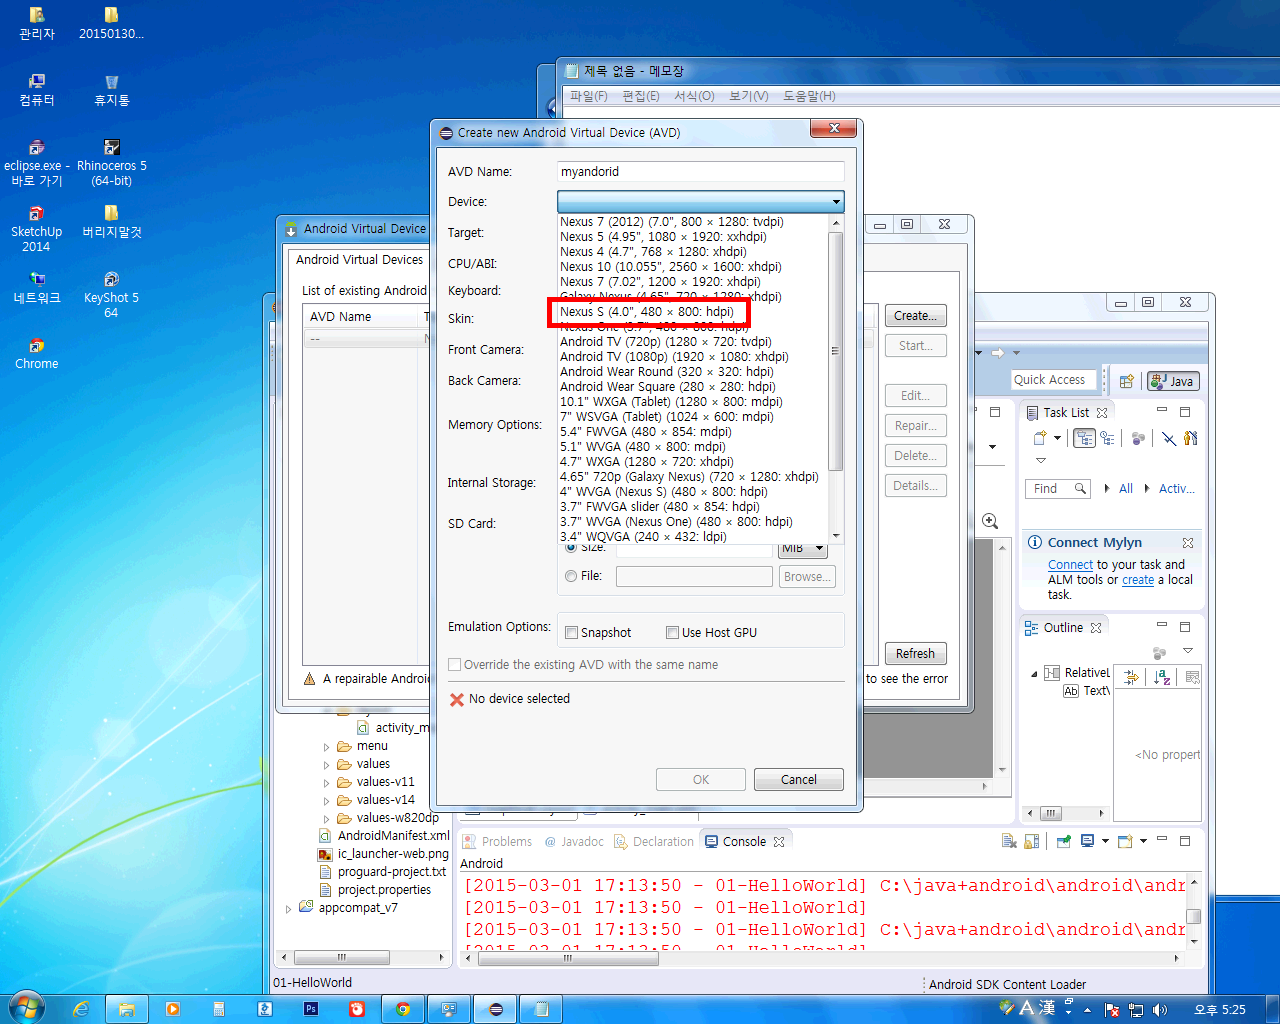 관리자
20150130...
컴퓨터
휴지통
eclipse.exe -
바로 가기
Rhinoceros 5
(64-bit)
SketchUp
2014
버리지말것
네트워크
KeyShot 5
64
Chrome
제목 없음 - 메모장
파일(F) 편집(E) 서식(O) 보기(V) 도움말(H)
Create new Android Virtual Device (AVD)
AVD Name: myandorid
Device:
Target:
CPU/ABI:
Keyboard:
Skin:
Front Camera:
Back Camera:
Memory Options:
Internal Storage:
SD Card:
Nexus 7 (2012) (7.0", 800 × 1280: tvdpi)
Nexus 5 (4.95", 1080 × 1920: xxhdpi)
Nexus 4 (4.7", 768 × 1280: xhdpi)
Nexus 10 (10.055", 2560 × 1600: xhdpi)
Nexus 7 (7.02", 1200 × 1920: xhdpi)
Galaxy Nexus (4.65", 720 × 1280: xhdpi)
Nexus S (4.0", 480 × 800: hdpi)
Nexus One (3.7", 480 × 800: hdpi)
Android TV (720p) (1280 × 720: tvdpi)
Android TV (1080p) (1920 × 1080: xhdpi)
Android Wear Round (320 × 320: hdpi)
Android Wear Square (280 × 280: hdpi)
10.1" WXGA (Tablet) (1280 × 800: mdpi)
7" WSVGA (Tablet) (1024 × 600: mdpi)
5.4" FWVGA (480 × 854: mdpi)
5.1" WVGA (480 × 800: mdpi)
4.7" WXGA (1280 × 720: xhdpi)
4.65" 720p (Galaxy Nexus) (720 × 1280: xhdpi)
4" WVGA (Nexus S) (480 × 800: hdpi)
3.7" FWVGA slider (480 × 854: hdpi)
3.7" WVGA (Nexus One) (480 × 800: hdpi)
3.4" WQVGA (240 × 432: ldpi)
Size: MiB
File: Browse...
Emulation Options: Snapshot Use Host GPU
Override the existing AVD with the same name
No device selected
OK Cancel
Android Virtual Device
Android Virtual Devices
List of existing Android
AVD Name
--
Create...
Start...
Edit...
Repair...
Delete...
Details...
Refresh
A repairable Android
to see the error
Quick Access
Java
Task List
Find All Activ...
Connect Mylyn
Connect to your task and
ALM tools or create a local
task.
Outline
RelativeL
Ab Text\
<No propert
activity_m
menu
values
values-v11
values-v14
values-w820dp
AndroidManifest.xml
ic_launcher-web.png
proguard-project.txt
project.properties
appcompat_v7
Problems @ Javadoc Declaration Console
Android
[2015-03-01 17:13:50 - 01-HelloWorld] C:\java+android\android\andr
[2015-03-01 17:13:50 - 01-HelloWorld]
[2015-03-01 17:13:50 - 01-HelloWorld] C:\java+android\android\andr
[2015-03-01 17:13:50 - 01-HelloWorld]
01-HelloWorld
Android SDK Content Loader
Ps
A 漢
오후 5:25